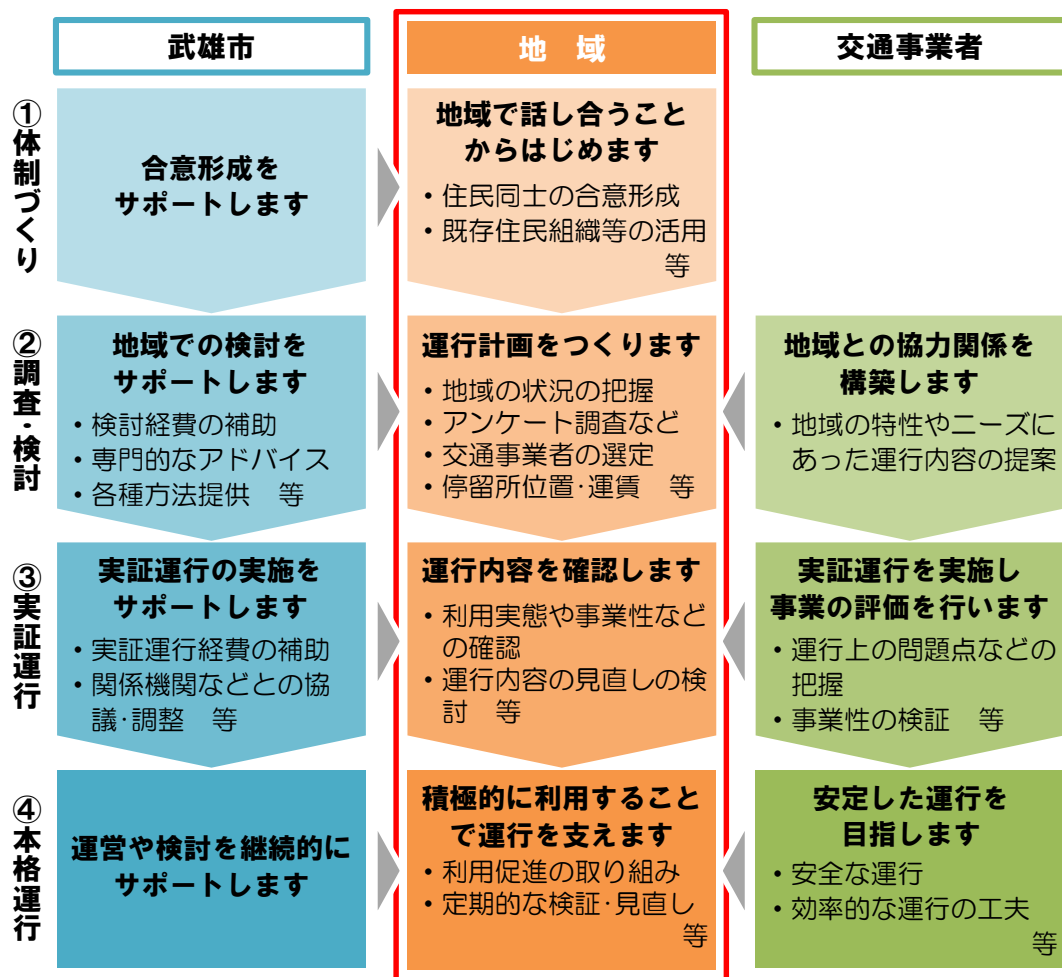 武雄市
地　域
交通事業者
①体制づくり
合意形成を
サポートします
地域で話し合うこと
からはじめます
・住民同士の合意形成
・既存住民組織等の活用
等
②調査・検討
地域での検討を
サポートします
・検討経費の補助
・専門的なアドバイス
・各種方法提供　等
運行計画をつくります
・地域の状況の把握
・アンケート調査など
・交通事業者の選定
・停留所位置・運賃　等
地域との協力関係を
構築します
・地域の特性やニーズに
あった運行内容の提案
③実証運行
実証運行の実施を
サポートします
・実証運行経費の補助
・関係機関などとの協
議・調整　等
運行内容を確認します
・利用実態や事業性など
の確認
・運行内容の見直しの検
討　等
実証運行を実施し
事業の評価を行います
・運行上の問題点などの
把握
・事業性の検証　等
④本格運行
運営や検討を継続的に
サポートします
積極的に利用すること
で運行を支えます
・利用促進の取り組み
・定期的な検証・見直し
等
安定した運行を
目指します
・安全な運行
・効率的な運行の工夫
等